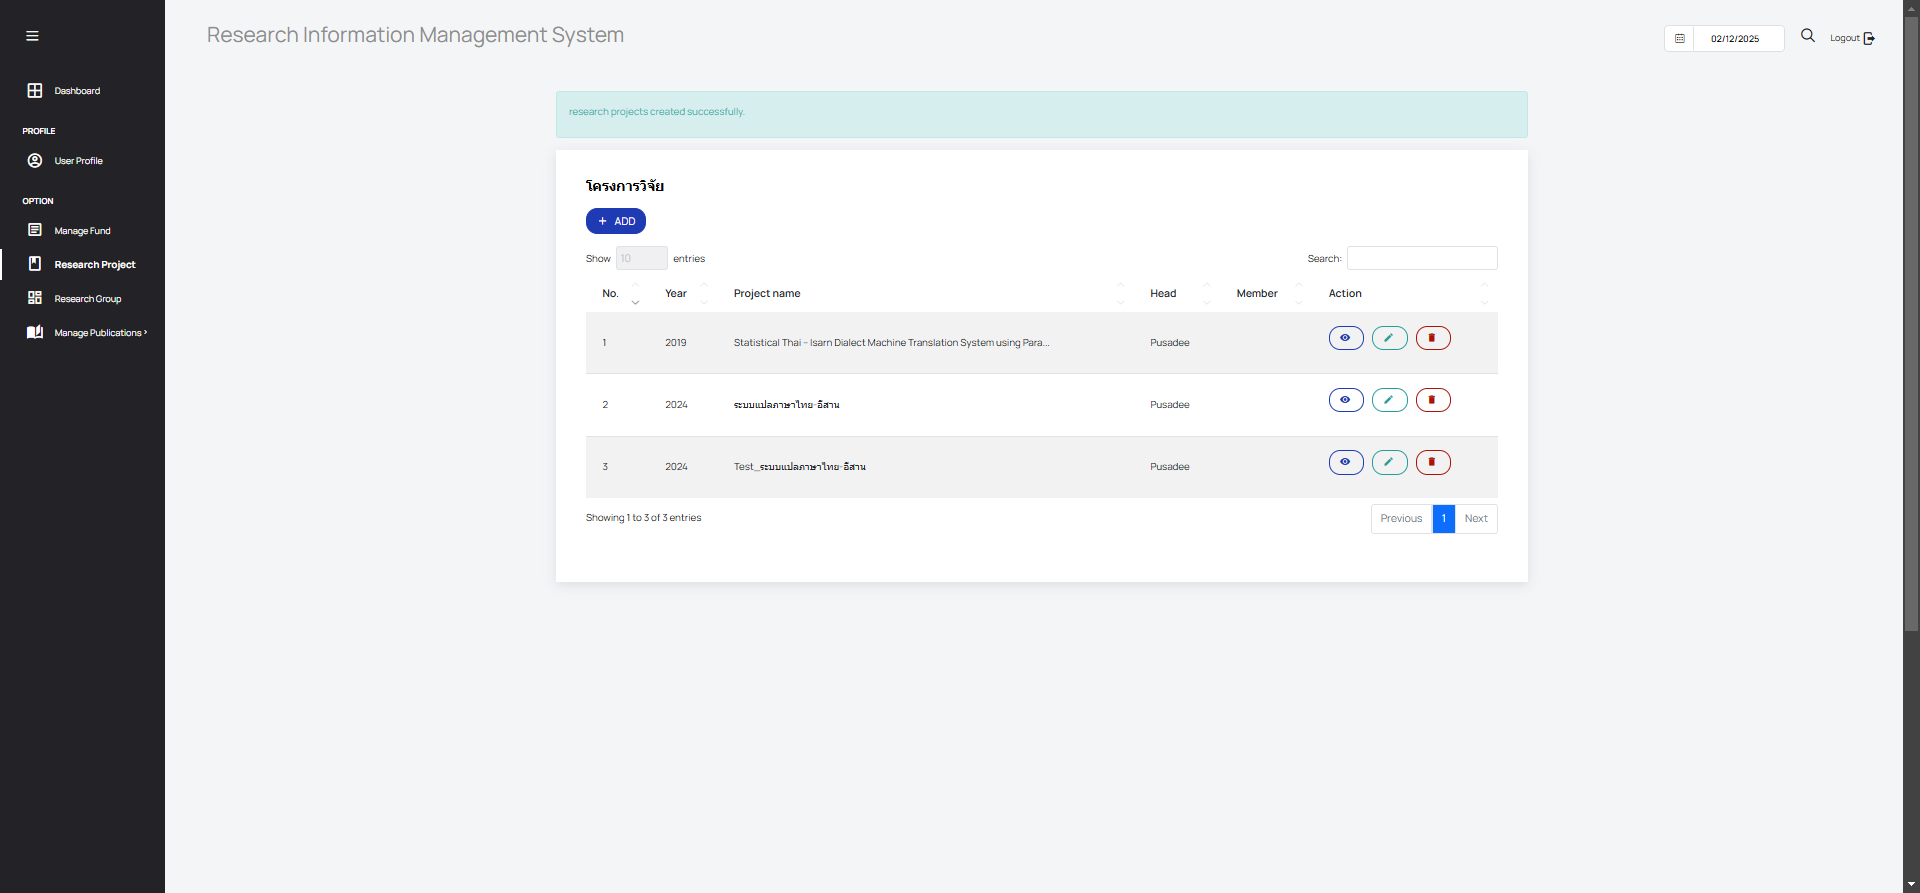 Research Information Management System
02/12/2025
Logout
Dashboard
PROFILE
User Profile
OPTION
Manage Fund
Research Project
Research Group
Manage Publications
research projects created successfully.
โครงการวิจัย
+ ADD
Show 10 entries
Search:
No. Year Project name Head Member Action
1 2019 Statistical Thai – Isarn Dialect Machine Translation System using Para... Pusadee
2 2024 ระบบแปลภาษาไทย-อีสาน Pusadee
3 2024 Test_ระบบแปลภาษาไทย-อีสาน Pusadee
Showing 1 to 3 of 3 entries
Previous 1 Next